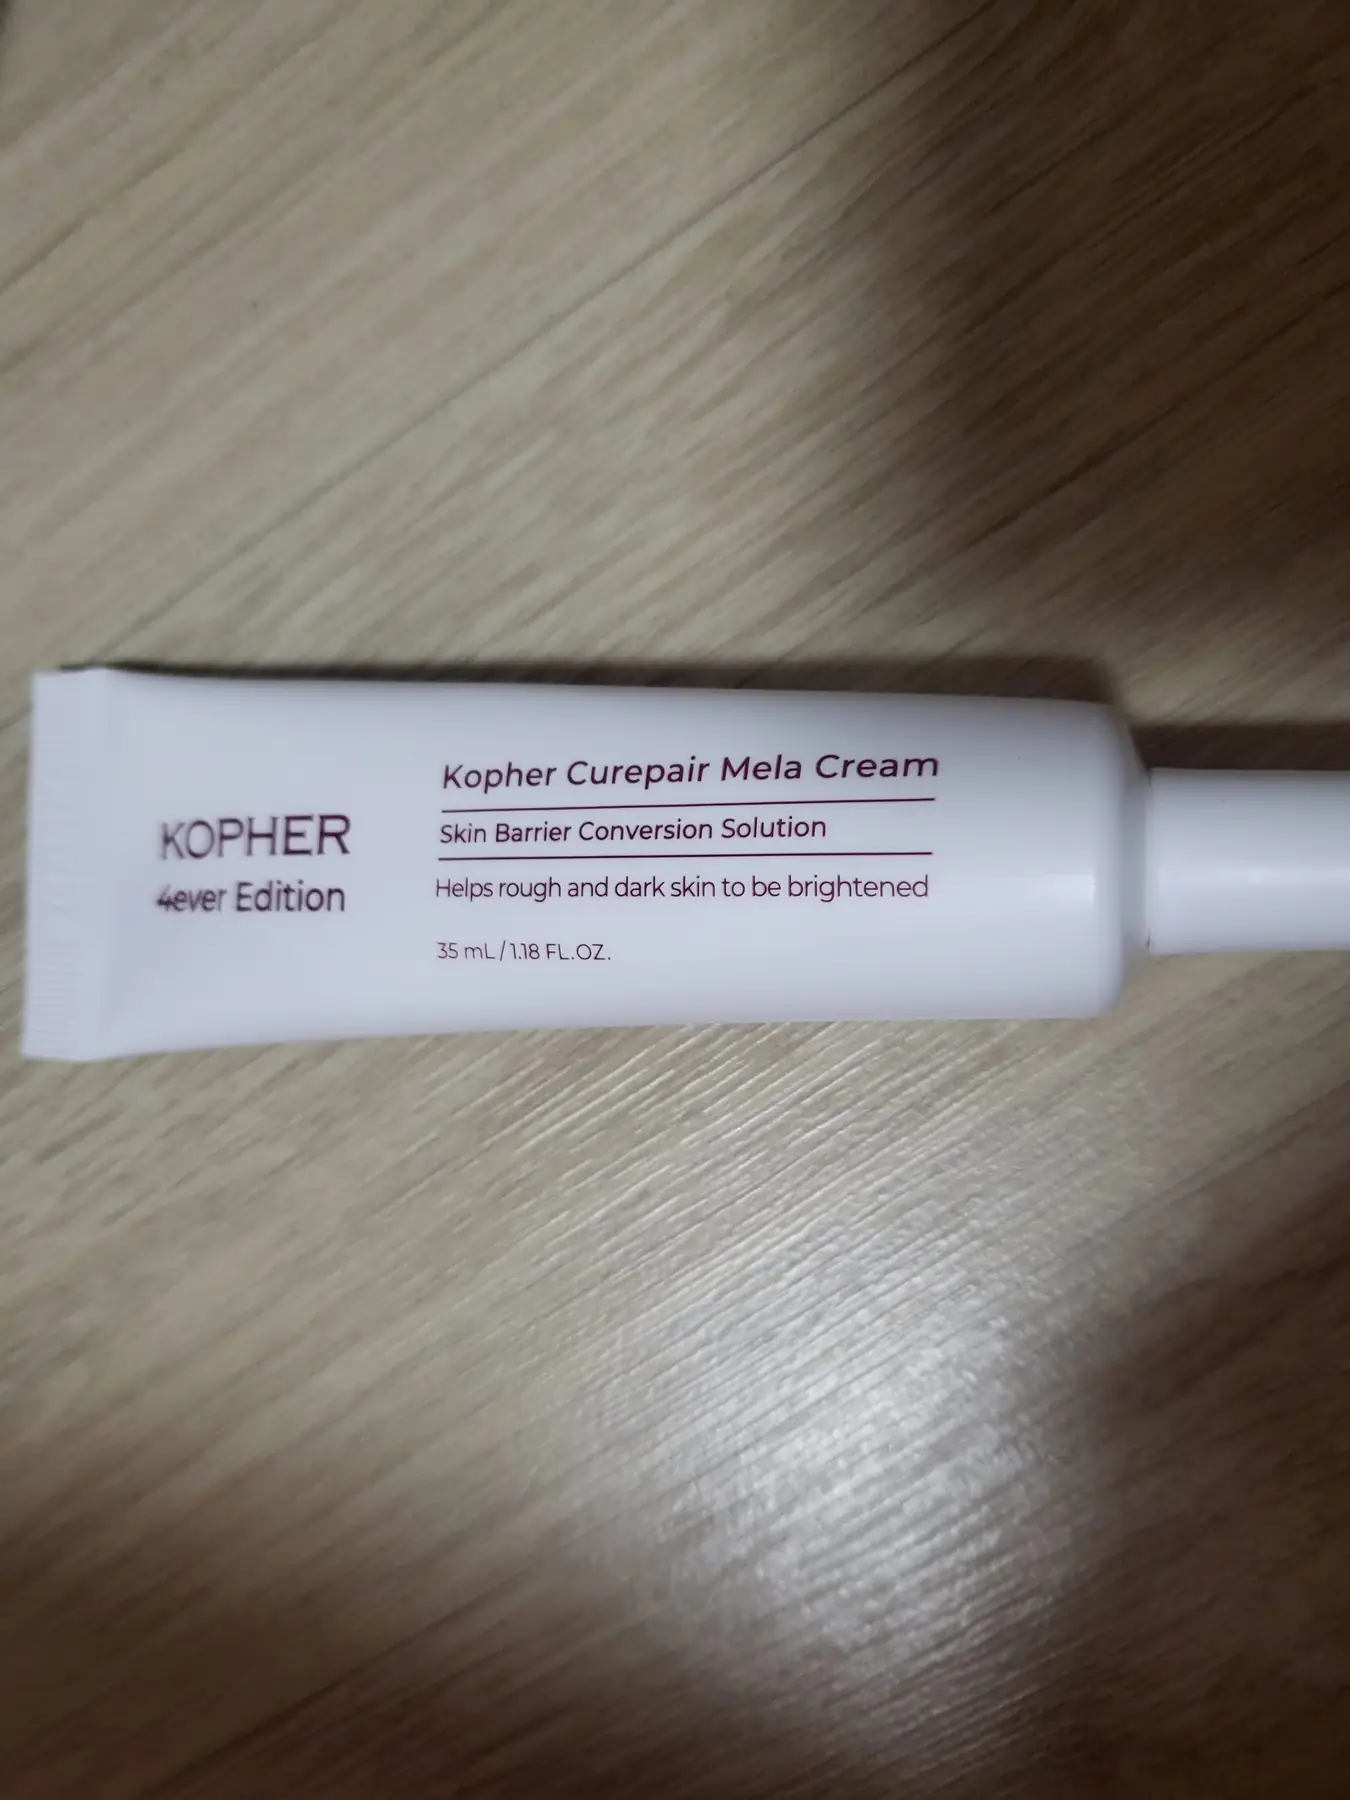 KOPHER
4ever Edition
Kopher Curepair Mela Cream
Skin Barrier Conversion Solution
Helps rough and dark skin to be brightened
35 mL / 1.18 FL.OZ.